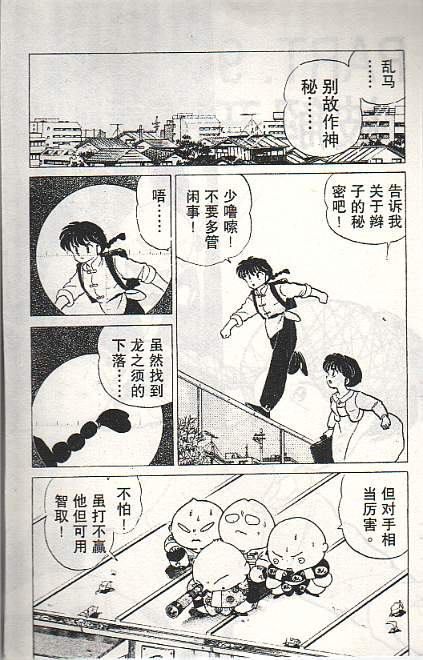 乱马
……
别故作神
秘……
告诉我
关于辫
子的秘
密吧！
少噜嗦！
不要多管
闲事！
唔……
虽然找到
龙之须的
下落……
但对手相
当厉害。
不怕！
虽打不赢
他但可用
智取！